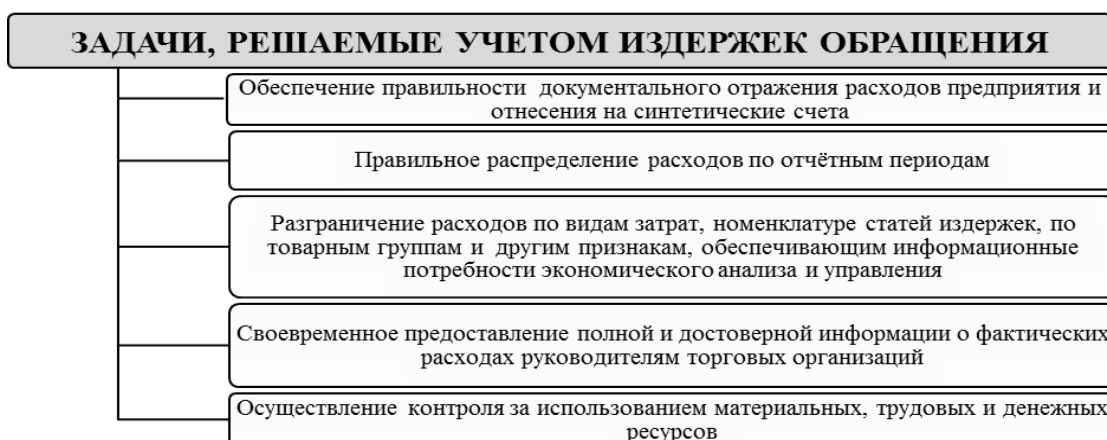 ЗАДАЧИ, РЕШАЕМЫЕ УЧЕТОМ ИЗДЕРЖЕК ОБРАЩЕНИЯ
Обеспечение правильности документального отражения расходов предприятия и
отнесения на синтетические счета
Правильное распределение расходов по отчётным периодам
Разграничение расходов по видам затрат, номенклатуре статей издержек, по
товарным группам и другим признакам, обеспечивающим информационные
потребности экономического анализа и управления
Своевременное предоставление полной и достоверной информации о фактических
расходах руководителям торговых организаций
Осуществление контроля за использованием материальных, трудовых и денежных
ресурсов